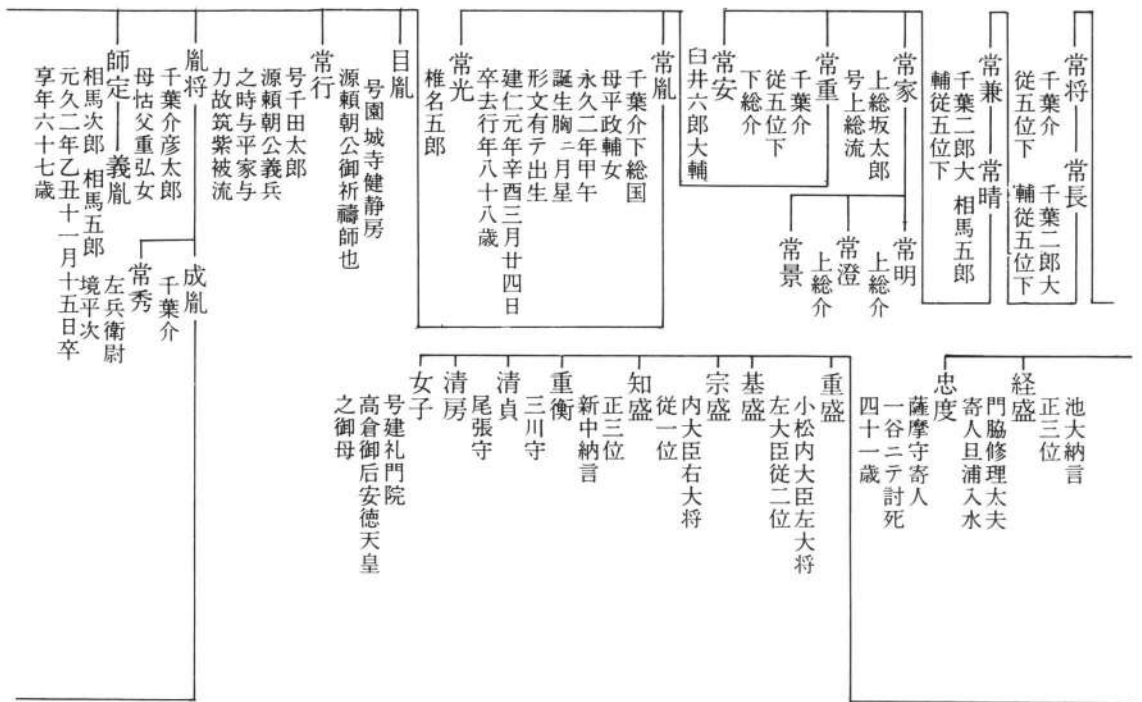 常将
千葉介
従五位下
常長
千葉二郎大
輔従五位下
常兼
千葉二郎大
輔従五位下
常晴
相馬五郎
常家
上総坂太郎
号上総流
常明
上総介
常澄
上総介
常景
常重
千葉介
従五位下
下総介
常安
臼井六郎大輔
常胤
千葉介下総国
母平政輔女
永久二年甲午
誕生胸ニ月星
形文有テ出生
建仁元年辛酉三月廿四日
卒去行年八十八歳
常光
椎名五郎
目胤
号園城寺健静房
源頼朝公御祈禱師也
常行
号千田太郎
源頼朝公義兵
之時与平家与
力故筑紫被流
胤将
千葉介彦太郎
母怙父重弘女
成胤
千葉介
常秀
左兵衛尉
境平次
師定
相馬次郎
元久二年乙丑十一月十五日卒
享年六十七歳
義胤
相馬五郎
池大納言
正三位
経盛
門脇修理太夫
寄人旦浦入水
忠度
薩摩守寄人
一谷ニテ討死
四十一歳
重盛
小松内大臣左大将
左大臣従二位
基盛
宗盛
内大臣右大将
従一位
知盛
正三位
新中納言
重衡
三川守
清貞
尾張守
清房
女子
号建礼門院
高倉御后安徳天皇
之御母